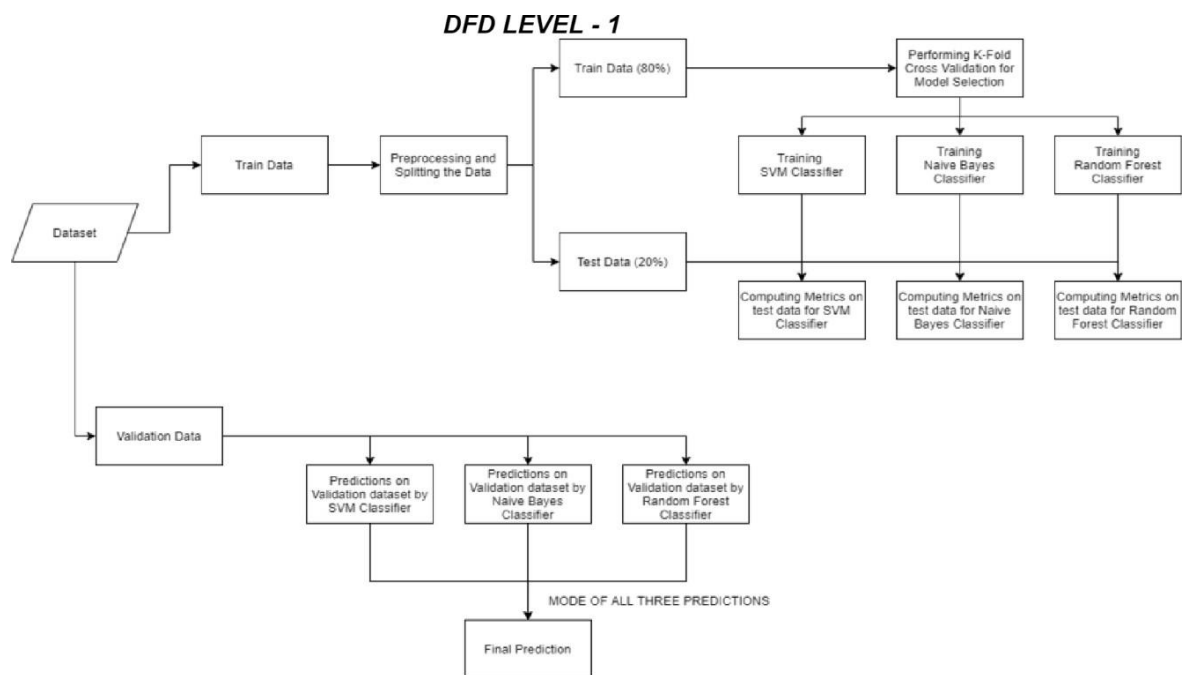 DFD LEVEL - 1
Train Data (80%)
Performing K-Fold
Cross Validation for
Model Selection
Train Data
Preprocessing and
Splitting the Data
Training
SVM Classifier
Training
Naive Bayes
Classifier
Training
Random Forest
Classifier
Dataset
Test Data (20%)
Computing Metrics on
test data for SVM
Classifier
Computing Metrics on
test data for Naive
Bayes Classifier
Computing Metrics on
test data for Random
Forest Classifier
Validation Data
Predictions on
Validation dataset by
SVM Classifier
Predictions on
Validation dataset by
Naive Bayes
Classifier
Predictions on
Validation dataset by
Random Forest
Classifier
MODE OF ALL THREE PREDICTIONS
Final Prediction